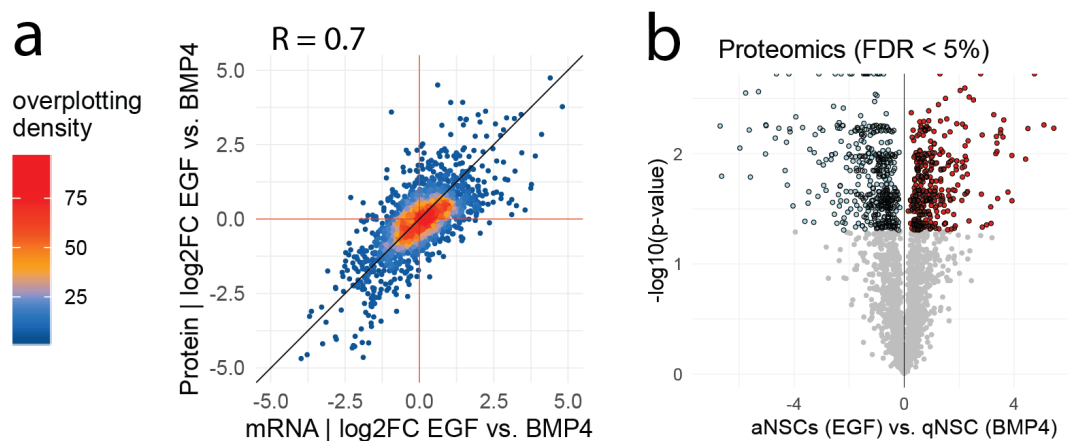 a
R = 0.7
overplotting
density
75
50
25
Protein | log2FC EGF vs. BMP4
5.0
2.5
0.0
-2.5
-5.0
-5.0 -2.5 0.0 2.5 5.0
mRNA | log2FC EGF vs. BMP4
b
Proteomics (FDR < 5%)
-log10(p-value)
2
1
0
-4 0 4
aNSCs (EGF) vs. qNSC (BMP4)